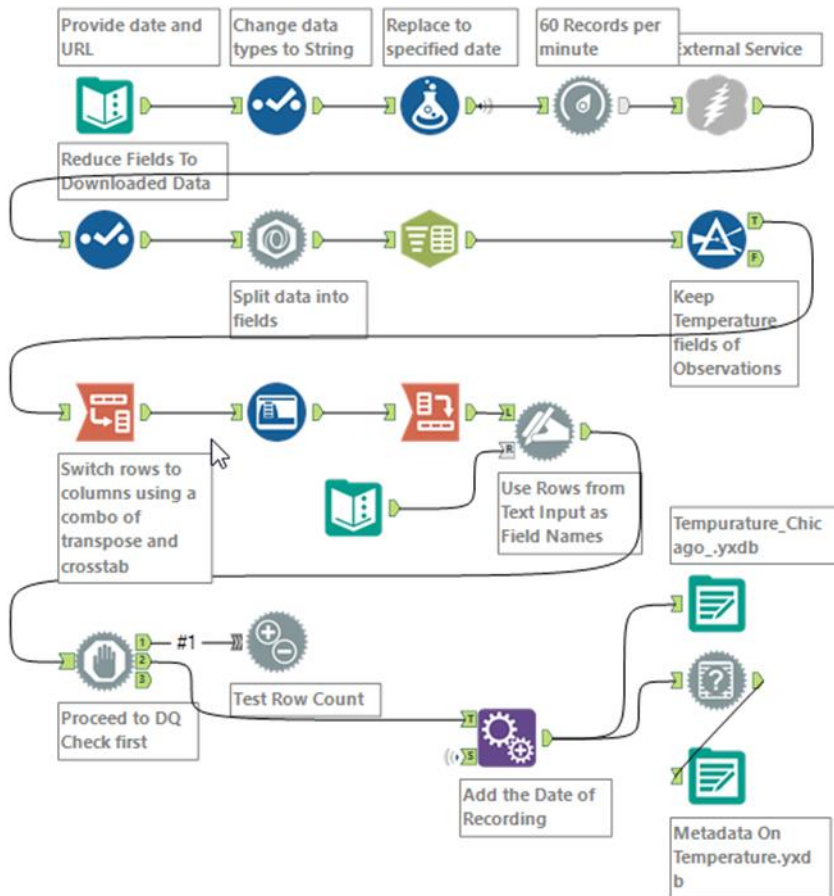 Provide date and
URL
Change data
types to String
Replace to
specified date
60 Records per
minute
External Service
Reduce Fields To
Downloaded Data
T
F
Split data into
fields
Keep
Temperature
fields of
Observations
L
R
Switch rows to
columns using a
combo of
transpose and
crosstab
Use Rows from
Text Input as
Field Names
Tempurature_Chic
ago_.yxdb
1
#1
2
3
Proceed to DQ
Check first
Test Row Count
?
T
S
Add the Date of
Recording
Metadata On
Temperature.yxd
b